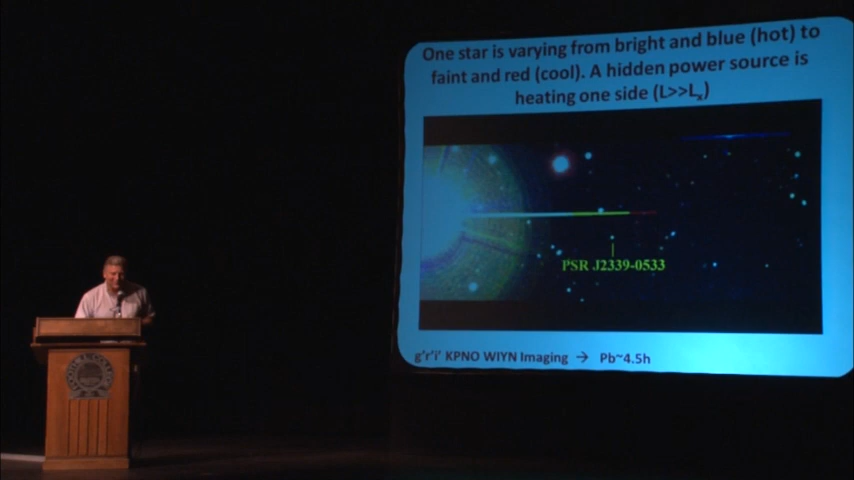 One star is varying from bright and blue (hot) to
faint and red (cool). A hidden power source is
heating one side (L>>Lx)
PSR J2339-0533
g'r'i' KPNO WIYN Imaging → Pb~4.5h